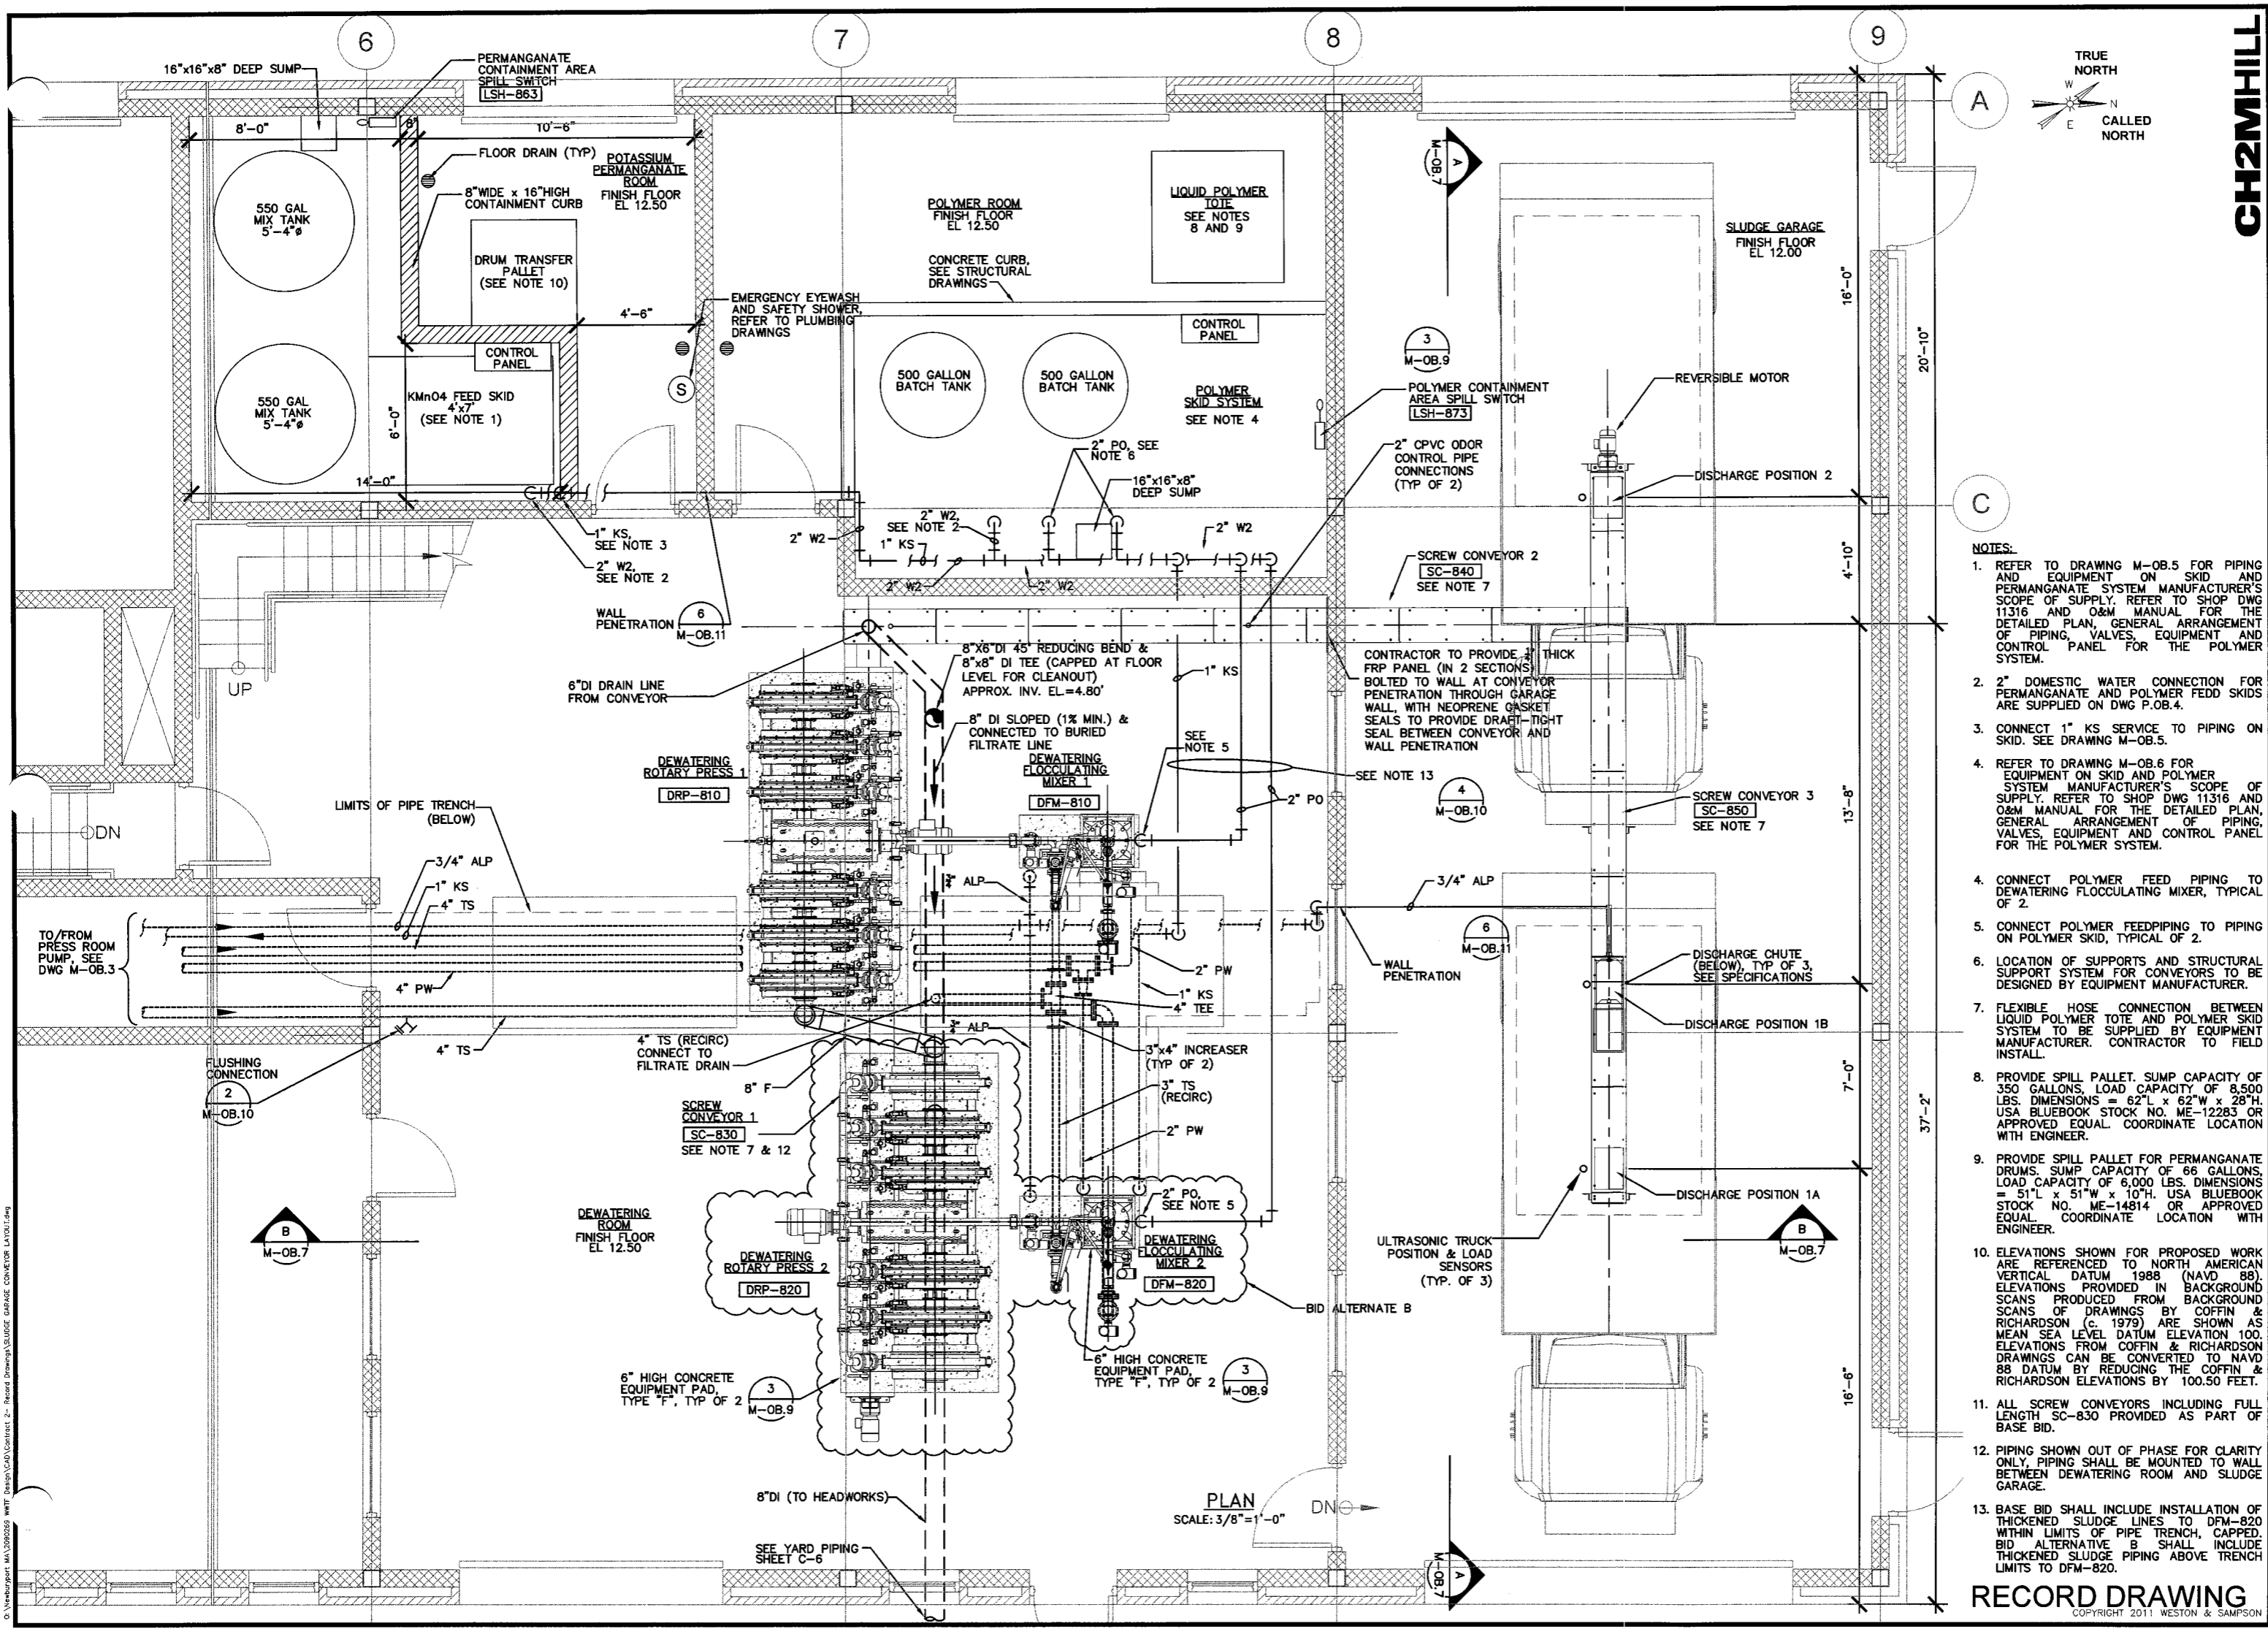 6
7
8
9
A
C
TRUE
NORTH
W
N
E
CALLED
NORTH
CH2MHILL
16"x16"x8" DEEP SUMP
PERMANGANATE
CONTAINMENT AREA
SPILL SWITCH
LSH-863
8'-0"
8"
10'-6"
FLOOR DRAIN (TYP)
8"WIDE x 16"HIGH
CONTAINMENT CURB
POTASSIUM
PERMANGANATE
ROOM
FINISH FLOOR
EL 12.50
550 GAL
MIX TANK
5'-4"ø
DRUM TRANSFER
PALLET
(SEE NOTE 10)
4'-6"
EMERGENCY EYEWASH
AND SAFETY SHOWER,
REFER TO PLUMBING
DRAWINGS
S
CONTROL
PANEL
550 GAL
MIX TANK
5'-4"ø
KMnO4 FEED SKID
4'x7'
(SEE NOTE 1)
6'-0"
14'-0"
1" KS,
SEE NOTE 3
2" W2,
SEE NOTE 2
POLYMER ROOM
FINISH FLOOR
EL 12.50
CONCRETE CURB,
SEE STRUCTURAL
DRAWINGS
LIQUID POLYMER
TOTE
SEE NOTES
8 AND 9
CONTROL
PANEL
500 GALLON
BATCH TANK
500 GALLON
BATCH TANK
POLYMER
SKID SYSTEM
SEE NOTE 4
2" PO, SEE
NOTE 6
16"x16"x8"
DEEP SUMP
2" W2,
SEE NOTE 2
2" W2
1" KS
2" W2
2" W2
2" W2
A
M-OB.7
SLUDGE GARAGE
FINISH FLOOR
EL 12.00
3
M-OB.9
POLYMER CONTAINMENT
AREA SPILL SWITCH
LSH-873
2" CPVC ODOR
CONTROL PIPE
CONNECTIONS
(TYP OF 2)
REVERSIBLE MOTOR
DISCHARGE POSITION 2
SCREW CONVEYOR 2
SC-840
SEE NOTE 7
16'-0"
20'-10"
4'-10"
13'-8"
7'-0"
37'-2"
16'-6"
UP
DN
WALL
PENETRATION
6
M-OB.11
6"DI DRAIN LINE
FROM CONVEYOR
8"X6"DI 45° REDUCING BEND &
8"x8" DI TEE (CAPPED AT FLOOR
LEVEL FOR CLEANOUT)
APPROX. INV. EL.=4.80'
8" DI SLOPED (1% MIN.) &
CONNECTED TO BURIED
FILTRATE LINE
1" KS
CONTRACTOR TO PROVIDE THICK
FRP PANEL (IN 2 SECTIONS)
BOLTED TO WALL AT CONVEYOR
PENETRATION THROUGH GARAGE
WALL, WITH NEOPRENE GASKET
SEALS TO PROVIDE DRAFT-TIGHT
SEAL BETWEEN CONVEYOR AND
WALL PENETRATION
DEWATERING
ROTARY PRESS 1
DRP-810
DEWATERING
FLOCCULATING
MIXER 1
DFM-810
SEE
NOTE 5
SEE NOTE 13
2" PO
4
M-OB.10
SCREW CONVEYOR 3
SC-850
SEE NOTE 7
LIMITS OF PIPE TRENCH
(BELOW)
3/4" ALP
1" KS
4" TS
TO/FROM
PRESS ROOM
PUMP, SEE
DWG M-OB.3
4" PW
4" TS
FLUSHING
CONNECTION
2
M-OB.10
ALP
3/4" ALP
6
M-OB.11
WALL
PENETRATION
DISCHARGE CHUTE
(BELOW), TYP OF 3,
SEE SPECIFICATIONS
DISCHARGE POSITION 1B
2" PW
1" KS
4" TEE
ALP
4" TS (RECIRC)
CONNECT TO
FILTRATE DRAIN
8" F
3"x4" INCREASER
(TYP OF 2)
3" TS
(RECIRC)
2" PW
SCREW
CONVEYOR 1
SC-830
SEE NOTE 7 & 12
2" PO,
SEE NOTE 5
DISCHARGE POSITION 1A
B
M-OB.7
DEWATERING
ROOM
FINISH FLOOR
EL 12.50
DEWATERING
ROTARY PRESS 2
DRP-820
DEWATERING
FLOCCULATING
MIXER 2
DFM-820
ULTRASONIC TRUCK
POSITION & LOAD
SENSORS
(TYP. OF 3)
B
M-OB.7
BID ALTERNATE B
6" HIGH CONCRETE
EQUIPMENT PAD,
TYPE "F", TYP OF 2
3
M-OB.9
6" HIGH CONCRETE
EQUIPMENT PAD,
TYPE "F", TYP OF 2
3
M-OB.9
8"DI (TO HEADWORKS)
PLAN
SCALE: 3/8"=1'-0"
DN
SEE YARD PIPING
SHEET C-6
A
M-OB.7
NOTES:
1. REFER TO DRAWING M-OB.5 FOR PIPING
AND EQUIPMENT ON SKID AND
PERMANGANATE SYSTEM MANUFACTURER'S
SCOPE OF SUPPLY. REFER TO SHOP DWG
11316 AND O&M MANUAL FOR THE
DETAILED PLAN, GENERAL ARRANGEMENT
OF PIPING, VALVES, EQUIPMENT AND
CONTROL PANEL FOR THE POLYMER
SYSTEM.
2. 2" DOMESTIC WATER CONNECTION FOR
PERMANGANATE AND POLYMER FEDD SKIDS
ARE SUPPLIED ON DWG P.OB.4.
3. CONNECT 1" KS SERVICE TO PIPING ON
SKID. SEE DRAWING M-OB.5.
4. REFER TO DRAWING M-OB.6 FOR
EQUIPMENT ON SKID AND POLYMER
SYSTEM MANUFACTURER'S SCOPE OF
SUPPLY. REFER TO SHOP DWG 11316 AND
O&M MANUAL FOR THE DETAILED PLAN,
GENERAL ARRANGEMENT OF PIPING,
VALVES, EQUIPMENT AND CONTROL PANEL
FOR THE POLYMER SYSTEM.
4. CONNECT POLYMER FEED PIPING TO
DEWATERING FLOCCULATING MIXER, TYPICAL
OF 2.
5. CONNECT POLYMER FEEDPIPING TO PIPING
ON POLYMER SKID, TYPICAL OF 2.
6. LOCATION OF SUPPORTS AND STRUCTURAL
SUPPORT SYSTEM FOR CONVEYORS TO BE
DESIGNED BY EQUIPMENT MANUFACTURER.
7. FLEXIBLE HOSE CONNECTION BETWEEN
LIQUID POLYMER TOTE AND POLYMER SKID
SYSTEM TO BE SUPPLIED BY EQUIPMENT
MANUFACTURER. CONTRACTOR TO FIELD
INSTALL.
8. PROVIDE SPILL PALLET. SUMP CAPACITY OF
350 GALLONS, LOAD CAPACITY OF 8,500
LBS. DIMENSIONS = 62"L x 62"W x 28"H.
USA BLUEBOOK STOCK NO. ME-12283 OR
APPROVED EQUAL. COORDINATE LOCATION
WITH ENGINEER.
9. PROVIDE SPILL PALLET FOR PERMANGANATE
DRUMS. SUMP CAPACITY OF 66 GALLONS,
LOAD CAPACITY OF 6,000 LBS. DIMENSIONS
= 51"L x 51"W x 10"H. USA BLUEBOOK
STOCK NO. ME-14814 OR APPROVED
EQUAL. COORDINATE LOCATION WITH
ENGINEER.
10. ELEVATIONS SHOWN FOR PROPOSED WORK
ARE REFERENCED TO NORTH AMERICAN
VERTICAL DATUM 1988 (NAVD 88).
ELEVATIONS PROVIDED IN BACKGROUND
SCANS PRODUCED FROM BACKGROUND
SCANS OF DRAWINGS BY COFFIN &
RICHARDSON (c. 1979) ARE SHOWN AS
MEAN SEA LEVEL DATUM ELEVATION 100.
ELEVATIONS FROM COFFIN & RICHARDSON
DRAWINGS CAN BE CONVERTED TO NAVD
88 DATUM BY REDUCING THE COFFIN &
RICHARDSON ELEVATIONS BY 100.50 FEET.
11. ALL SCREW CONVEYORS INCLUDING FULL
LENGTH SC-830 PROVIDED AS PART OF
BASE BID.
12. PIPING SHOWN OUT OF PHASE FOR CLARITY
ONLY, PIPING SHALL BE MOUNTED TO WALL
BETWEEN DEWATERING ROOM AND SLUDGE
GARAGE.
13. BASE BID SHALL INCLUDE INSTALLATION OF
THICKENED SLUDGE LINES TO DFM-820
WITHIN LIMITS OF PIPE TRENCH, CAPPED.
BID ALTERNATIVE B SHALL INCLUDE
THICKENED SLUDGE PIPING ABOVE TRENCH
LIMITS TO DFM-820.
RECORD DRAWING
COPYRIGHT 2011 WESTON & SAMPSON
O:\Newburyport MA\2090269 WWTF Design\CAD\Contract 2- Record Drawings\SLUDGE GARAGE CONVEYOR LAYOUT.dwg